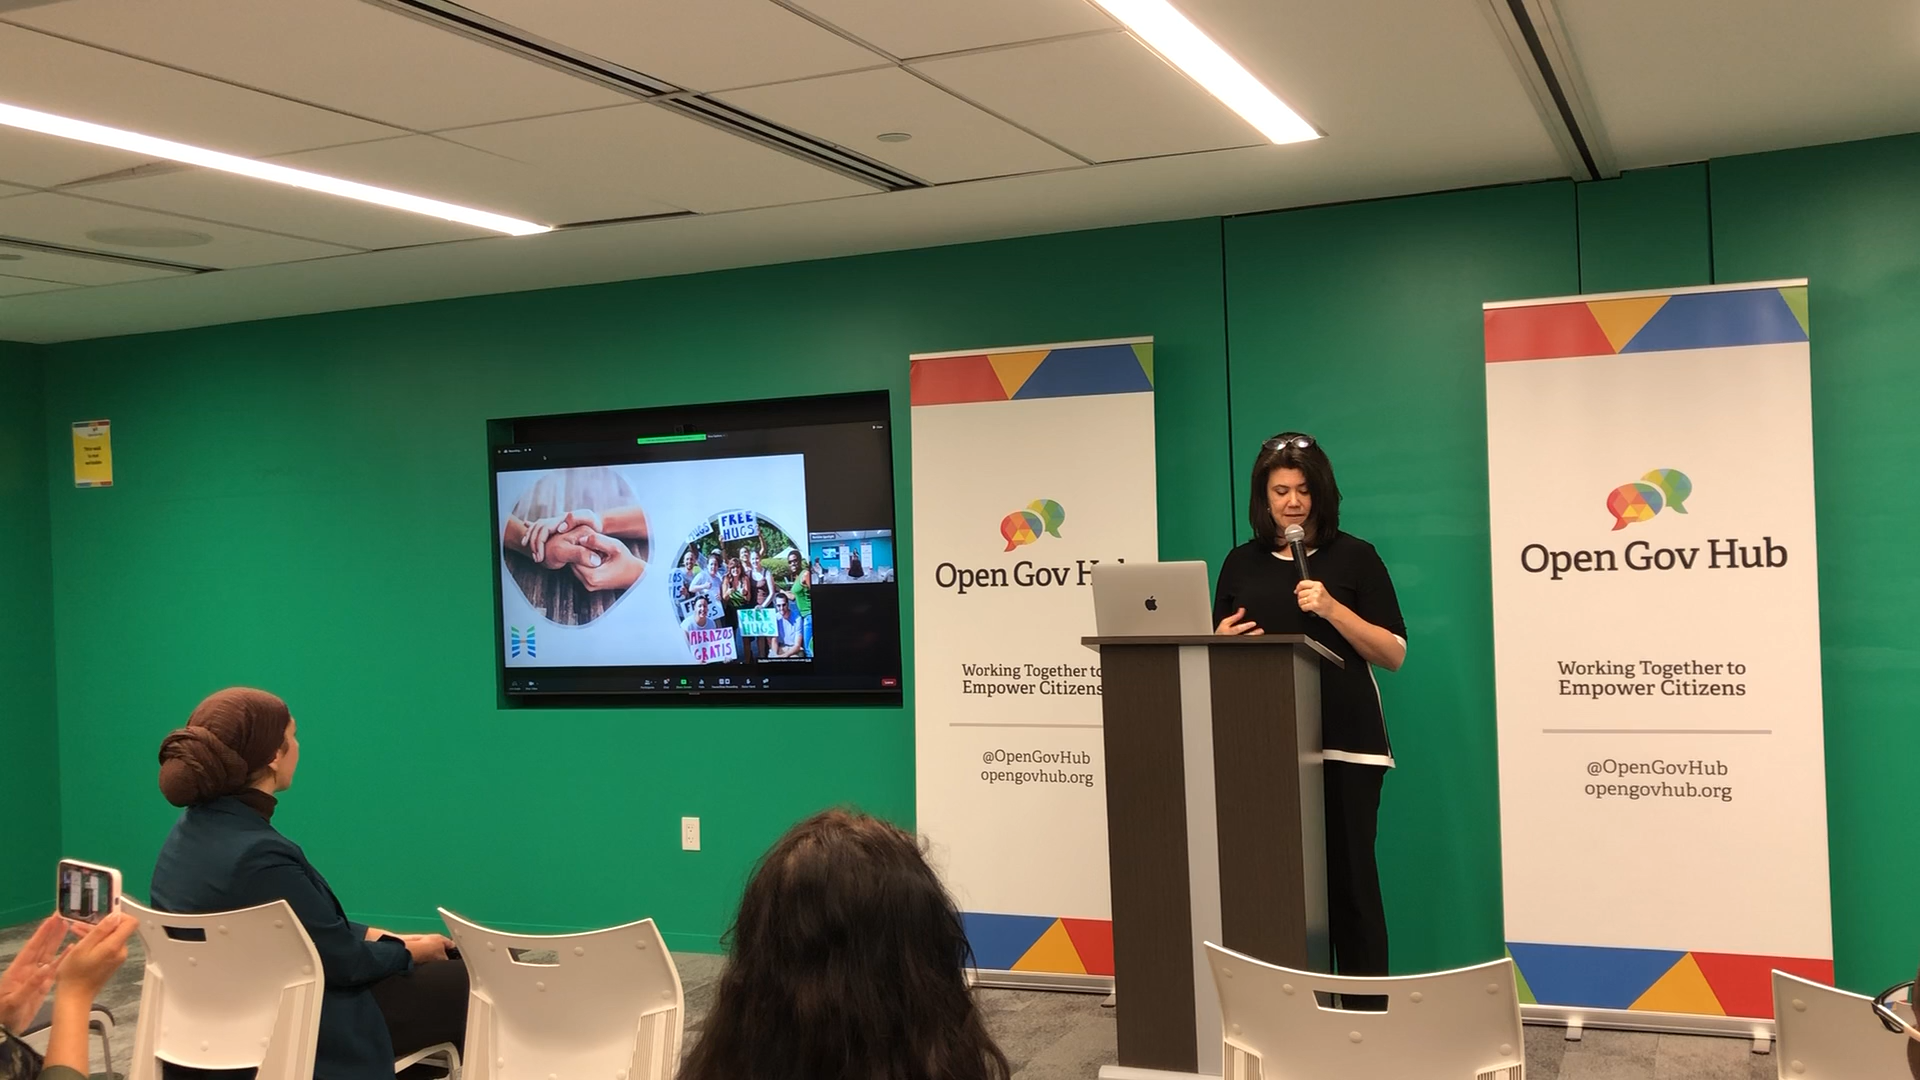 HUGS
FREE
HUGS
FREE
HUGS
ABRAZOS
GRATIS
Open Gov
Working Together to
Empower Citizens
@OpenGovHub
opengovhub.org
Open Gov Hub
Working Together to
Empower Citizens
@OpenGovHub
opengovhub.org